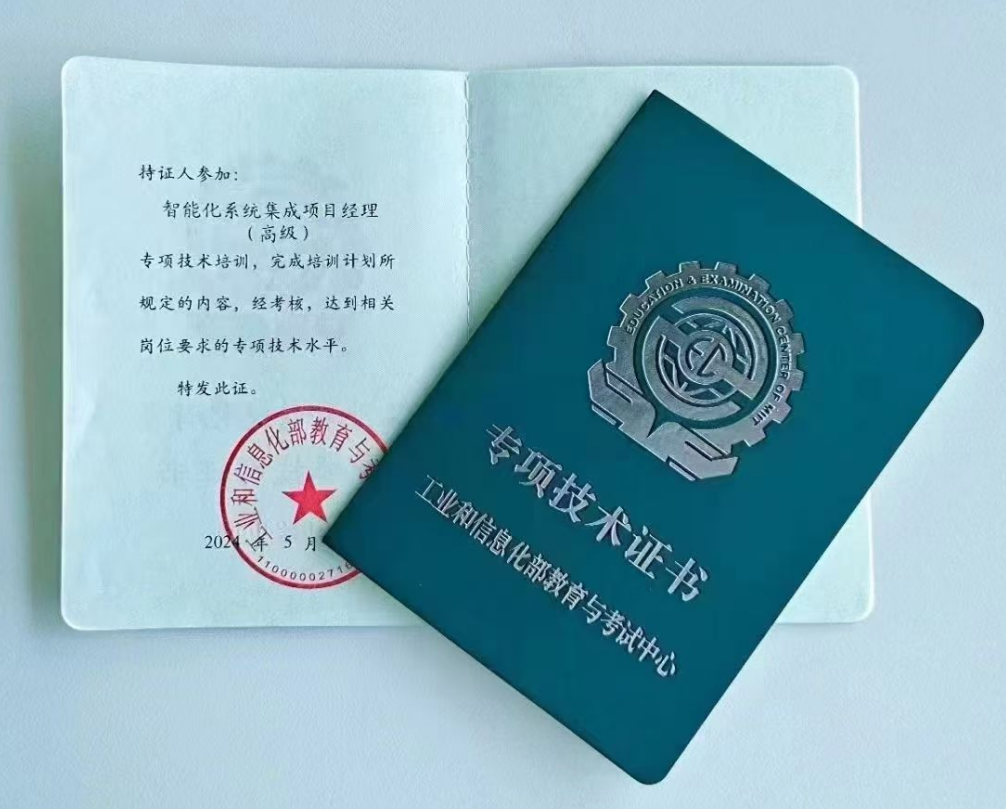 持证人参加：
智能化系统集成项目经理
（高级）
专项技术培训，完成培训计划所
规定的内容，经考核，达到相关
岗位要求的专项技术水平。
特发此证。
工业和信息化部教育与考
2024 年 5 月
1100000271
EDUCATION & EXAMINATION CENTER OF MIIT
专项技术证书
工业和信息化部教育与考试中心